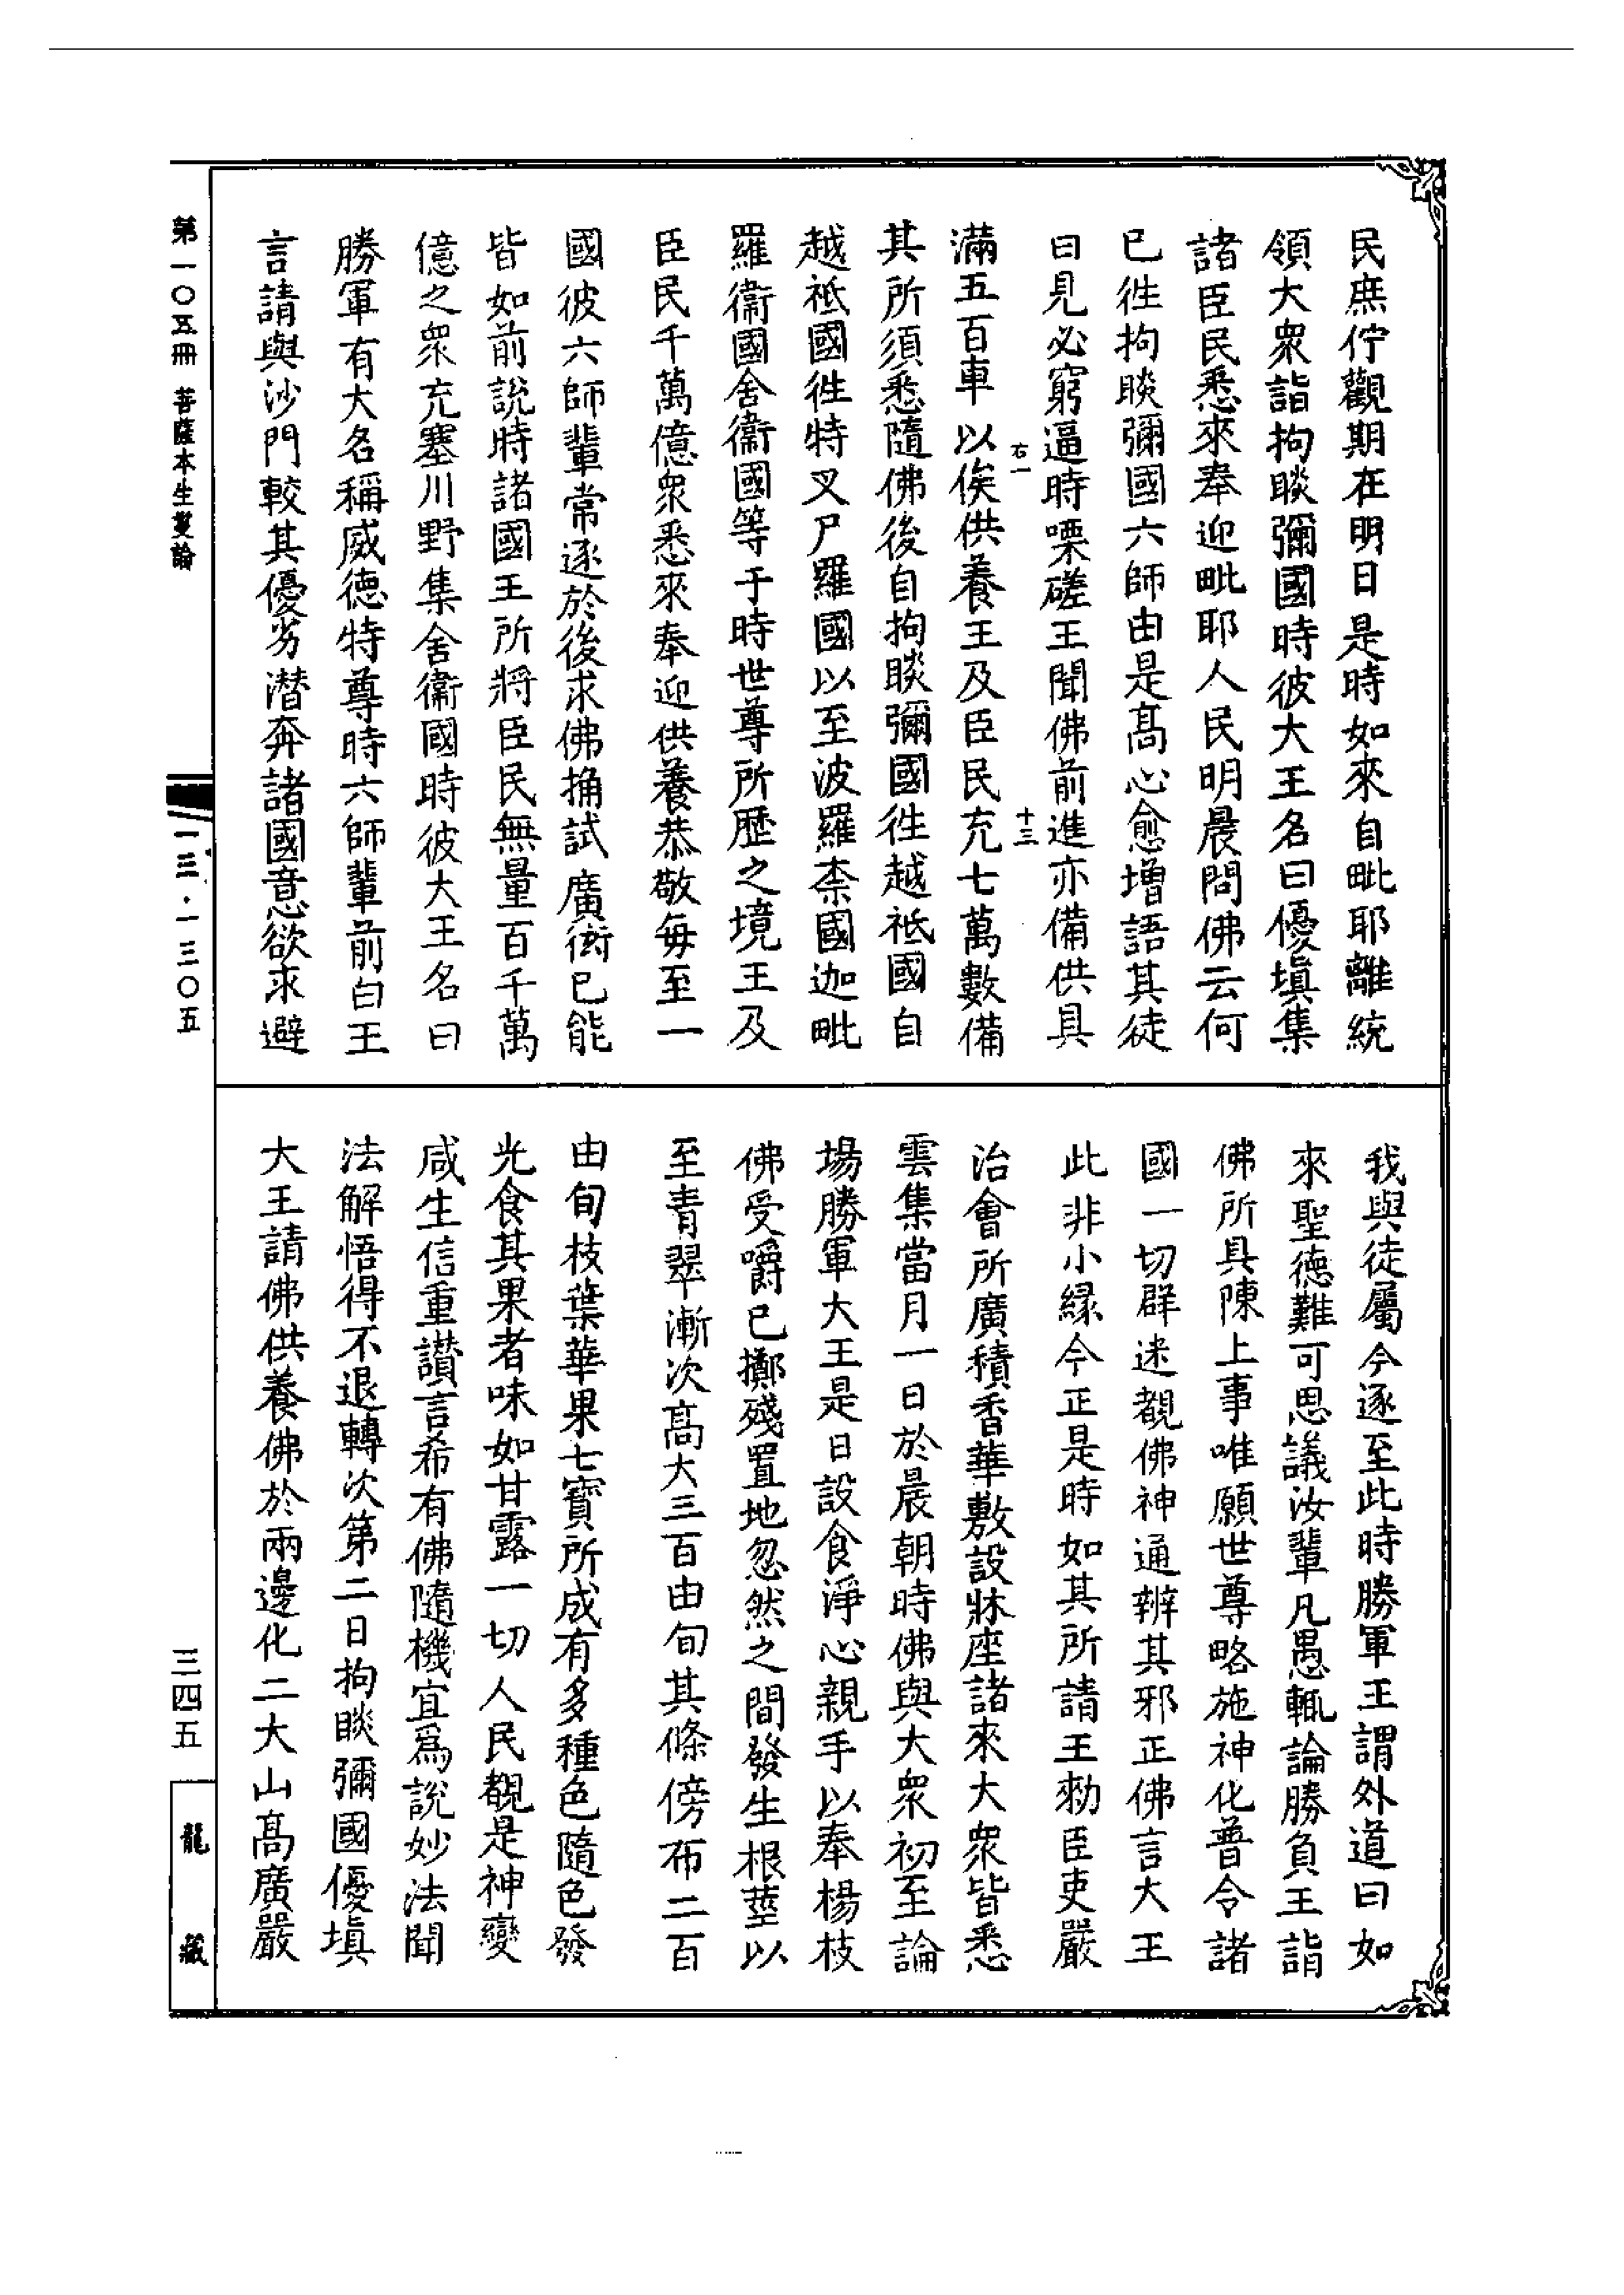 民庶佇觀期在明日是時如來自毗耶離統
領大衆詣拘睒彌國時彼大王名曰優填集
諸臣民悉來奉迎毗耶人民明晨問佛云何
已徃拘睒彌國六師由是髙心愈增語其徒
曰見必窮逼時㗚磋王聞佛前進亦備供具
滿五百車以俟供養王及臣民充七萬數備
其所須悉隨佛後自拘睒彌國徃越祇國自
越祇國徃特叉尸羅國以至波羅柰國迦毗
羅衞國舍衞國等于時世尊所歷之境王及
臣民千萬億衆悉來奉迎供養恭敬每至一
國彼六師輩常逐於後求佛捔試廣衒已能
皆如前說時諸國王所將臣民無量百千萬
億之衆充塞川野集舍衞國時彼大王名曰
勝軍有大名稱威德特尊時六師輩前白王
言請與沙門較其優劣潛奔諸國意欲求避
右一
十三
我與徒屬今逐至此時勝軍王謂外道曰如
來聖德難可思議汝輩凡愚輒論勝負王詣
佛所具陳上事唯願世尊略施神化普令諸
國一切群迷覩佛神通辨其邪正佛言大王
此非小緣今正是時如其所請王勑臣吏嚴
治會所廣積香華敷設牀座諸來大衆皆悉
雲集當月一日於晨朝時佛與大衆初至論
場勝軍大王是日設食淨心親手以奉楊枝
佛受嚼已擲殘置地忽然之間發生根莖以
至青翠漸次髙大三百由旬其條傍布二百
由旬枝葉華果七寶所成有多種色隨色發
光食其果者味如甘露一切人民覩是神變
咸生信重讃言希有佛隨機宜爲說妙法聞
法解悟得不退轉次第二日拘睒彌國優填
大王請佛供養佛於兩邊化二大山髙廣嚴
第一〇五冊 菩薩本生鬘論
一三·一三〇五
三四五
龍藏